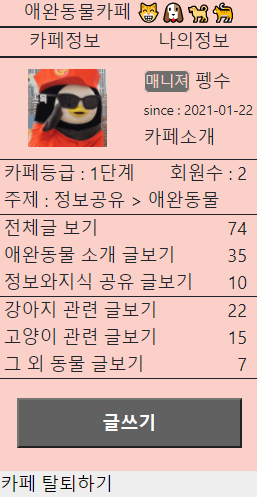 애완동물카페
카페정보 나의정보
매니저 펭수
since : 2021-01-22
카페소개
카페등급 : 1단계 회원수 : 2
주제 : 정보공유 > 애완동물
전체글 보기 74
애완동물 소개 글보기 35
정보와지식 공유 글보기 10
강아지 관련 글보기 22
고양이 관련 글보기 15
그 외 동물 글보기 7
글쓰기
카페 탈퇴하기